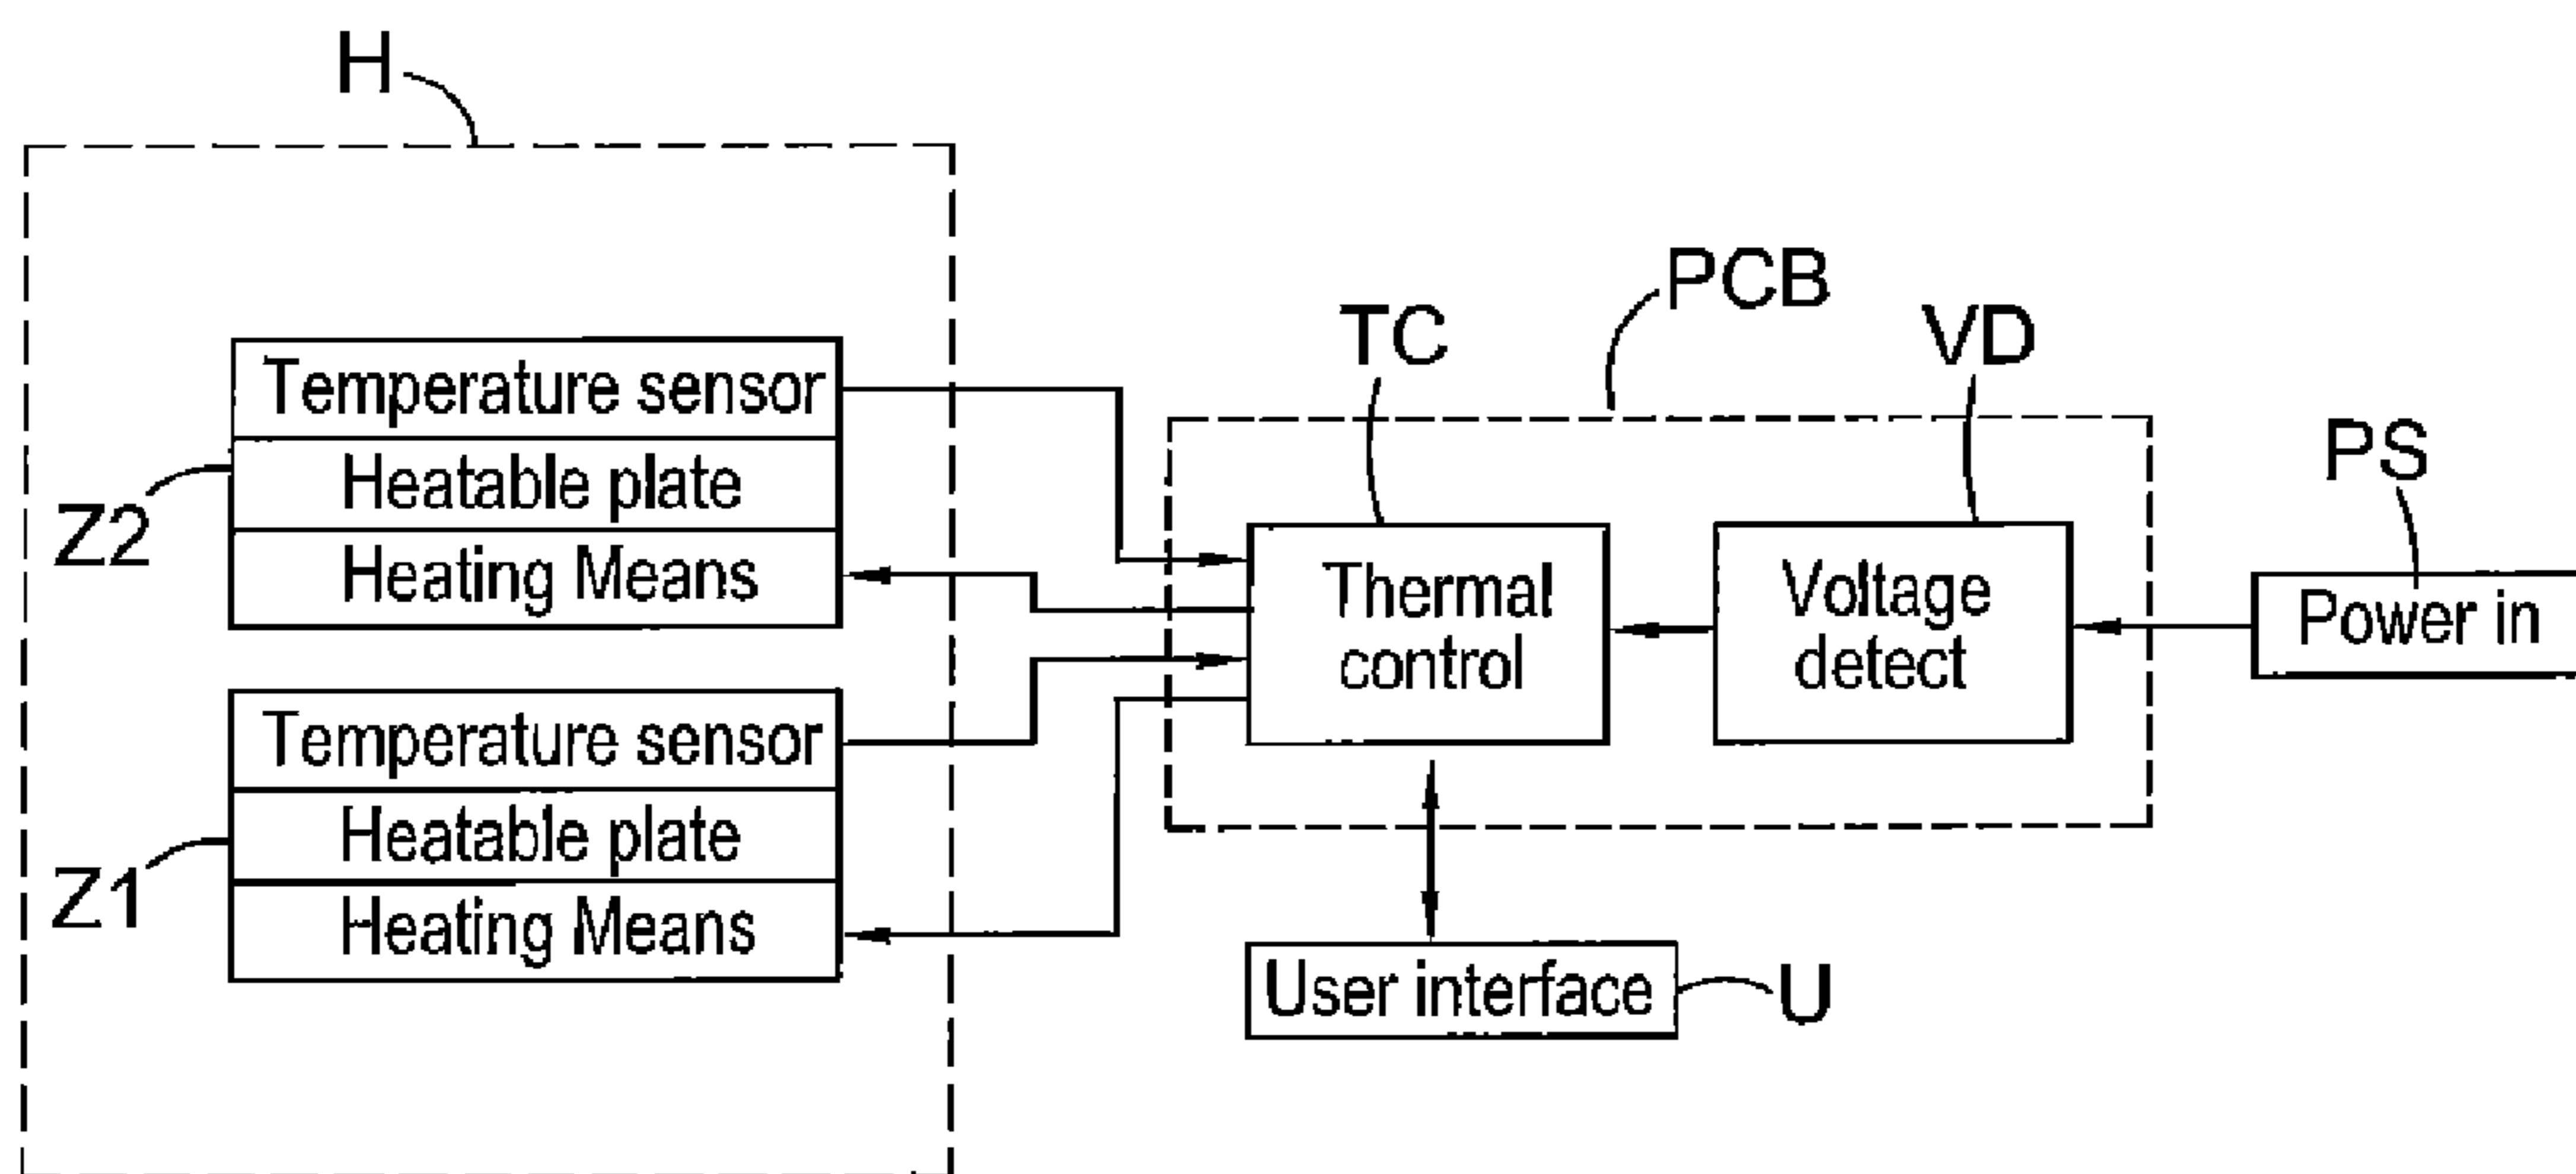 H
PCB
TC
VD
PS
Temperature sensor
Heatable plate
Heating Means
Z2
Thermal
control
Voltage
detect
Power in
Temperature sensor
Heatable plate
Heating Means
Z1
User interface
U